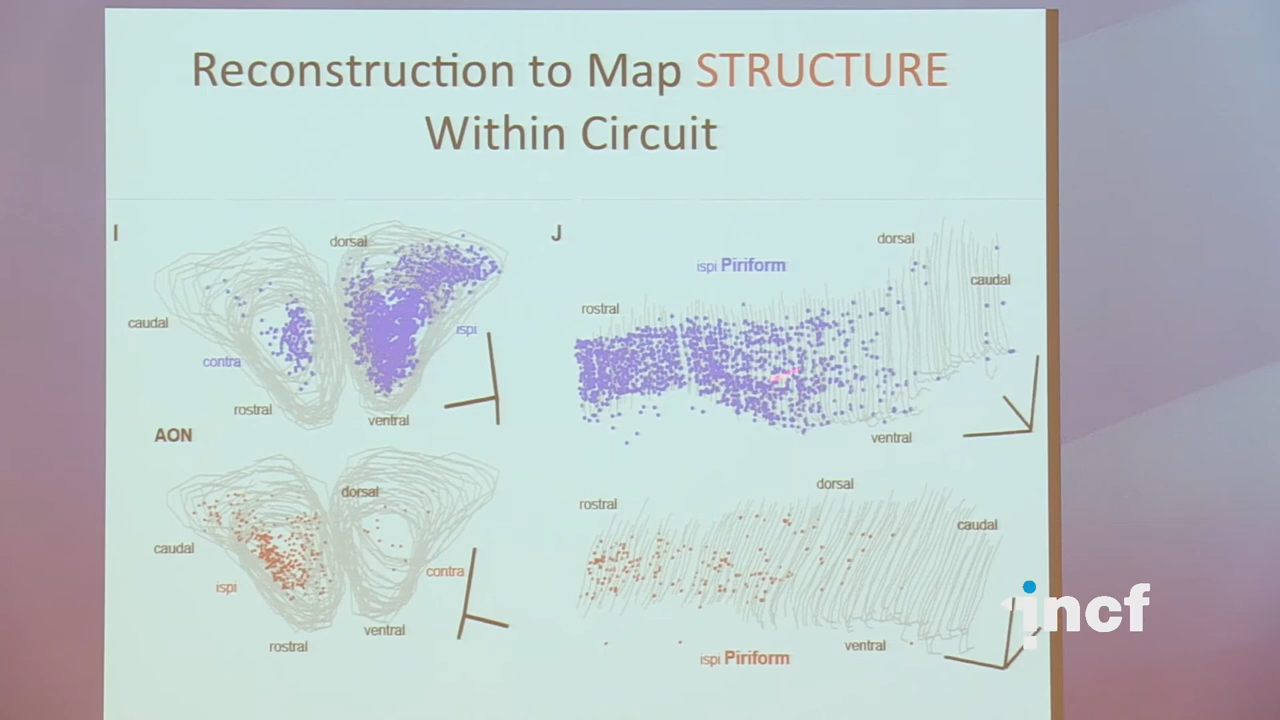 Reconstruction to Map STRUCTURE
Within Circuit
I
dorsal
caudal
contra
ispi
rostral
ventral
AON
dorsal
caudal
ispi
contra
ventral
rostral
J
dorsal
ispi Piriform
caudal
rostral
ventral
dorsal
rostral
caudal
ventral
ispi Piriform
incf